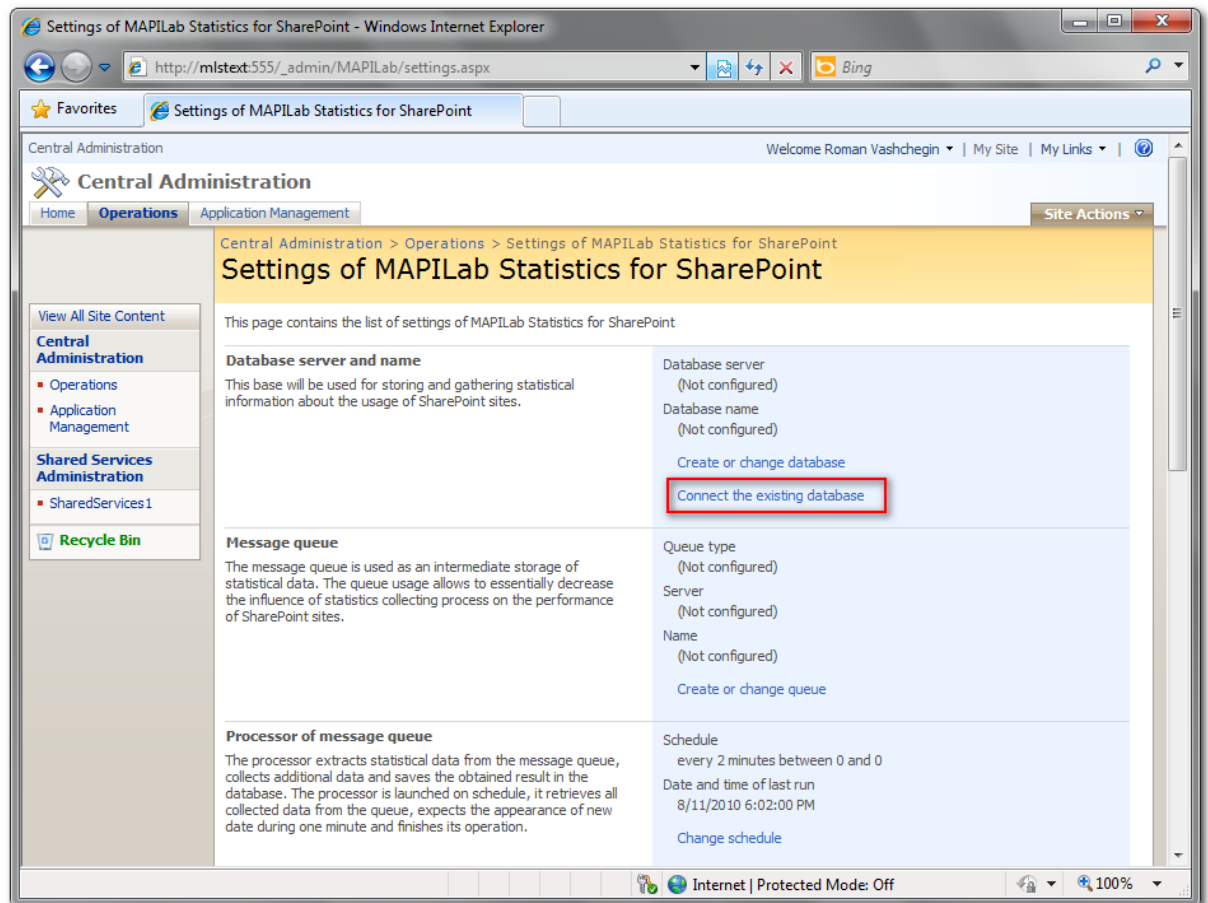 Settings of MAPILab Statistics for SharePoint - Windows Internet Explorer
http://mlstext:555/_admin/MAPILab/settings.aspx
Bing
Favorites
Settings of MAPILab Statistics for SharePoint
Central Administration
Welcome Roman Vashchegin | My Site | My Links |
Central Administration
Home Operations Application Management
Site Actions
Central Administration > Operations > Settings of MAPILab Statistics for SharePoint
Settings of MAPILab Statistics for SharePoint
View All Site Content
Central
Administration
Operations
Application
Management
Shared Services
Administration
SharedServices1
Recycle Bin
This page contains the list of settings of MAPILab Statistics for SharePoint
Database server and name
This base will be used for storing and gathering statistical
information about the usage of SharePoint sites.
Database server
(Not configured)
Database name
(Not configured)
Create or change database
Connect the existing database
Message queue
The message queue is used as an intermediate storage of
statistical data. The queue usage allows to essentially decrease
the influence of statistics collecting process on the performance
of SharePoint sites.
Queue type
(Not configured)
Server
(Not configured)
Name
(Not configured)
Create or change queue
Processor of message queue
The processor extracts statistical data from the message queue,
collects additional data and saves the obtained result in the
database. The processor is launched on schedule, it retrieves all
collected data from the queue, expects the appearance of new
date during one minute and finishes its operation.
Schedule
every 2 minutes between 0 and 0
Date and time of last run
8/11/2010 6:02:00 PM
Change schedule
Internet | Protected Mode: Off
100%